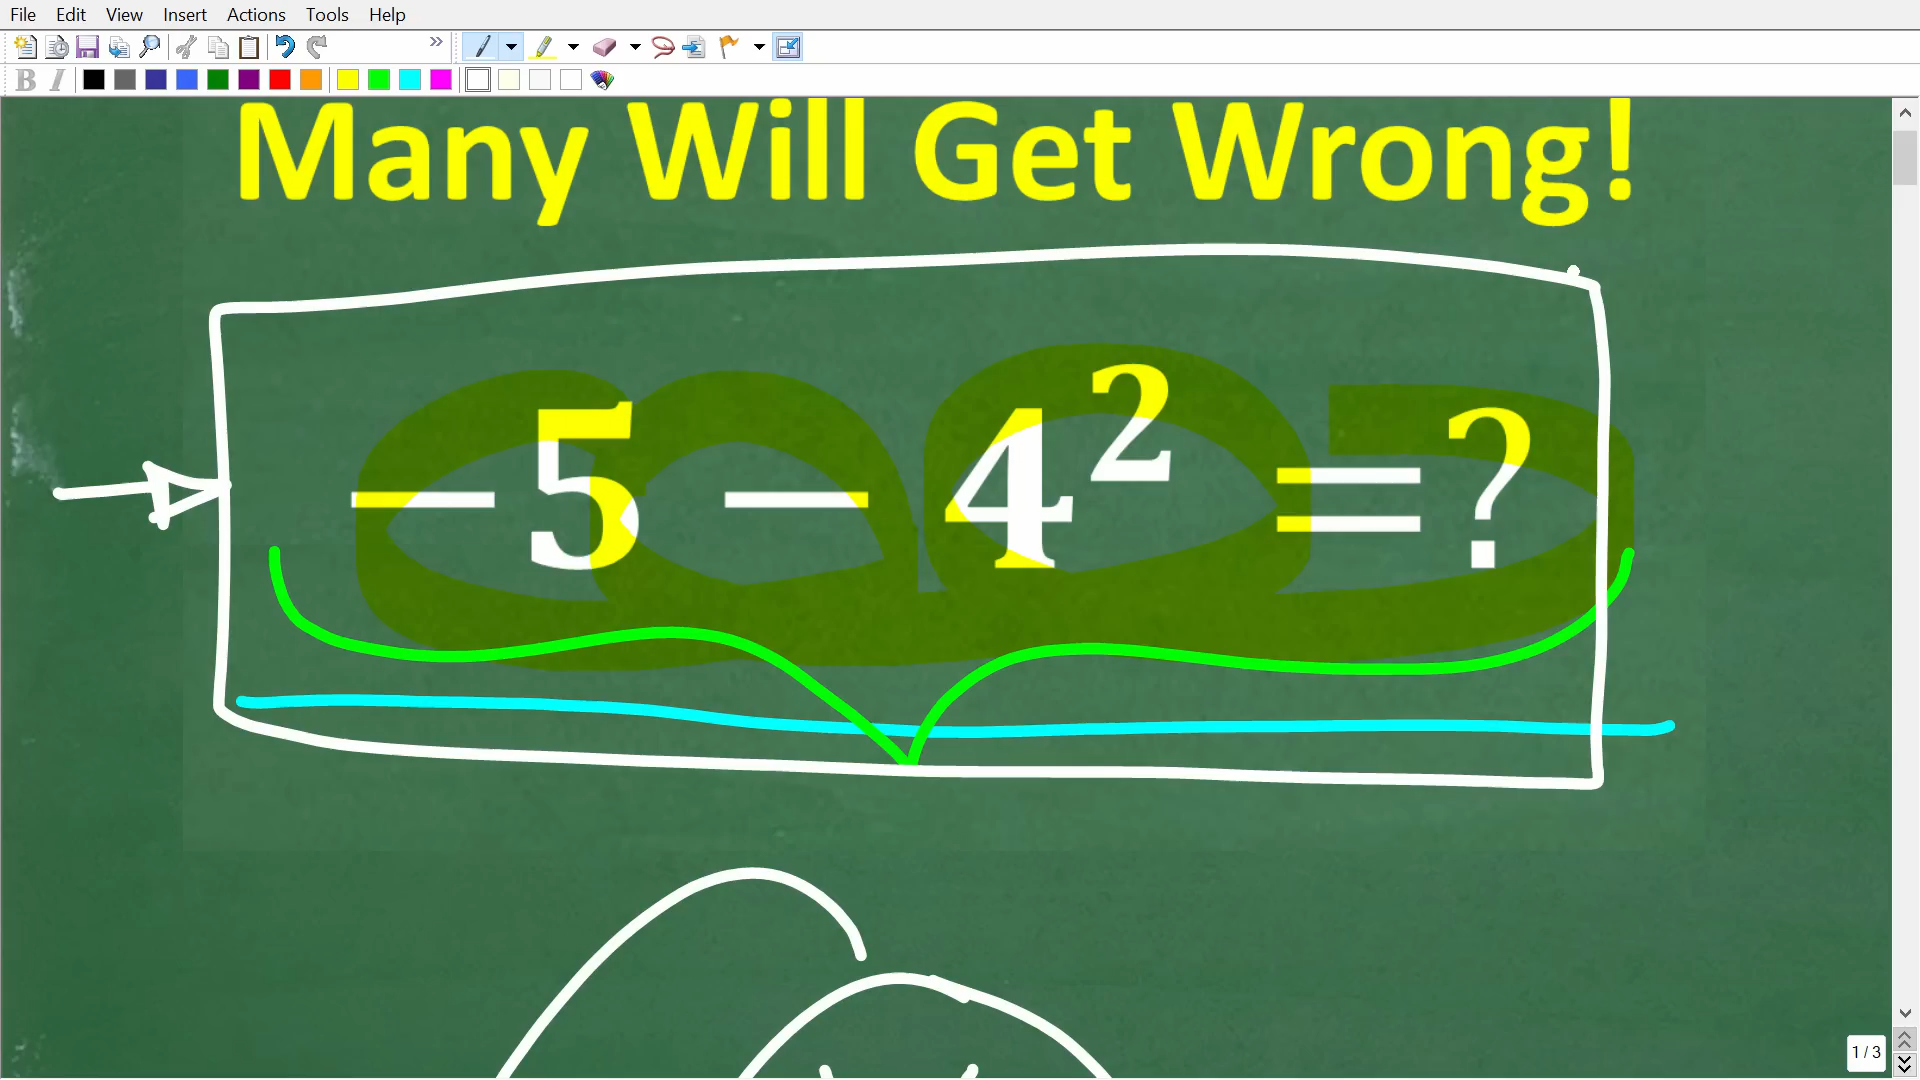 File Edit View Insert Actions Tools Help
B I
Many Will Get Wrong!
−5 − 4² =?
1 / 3